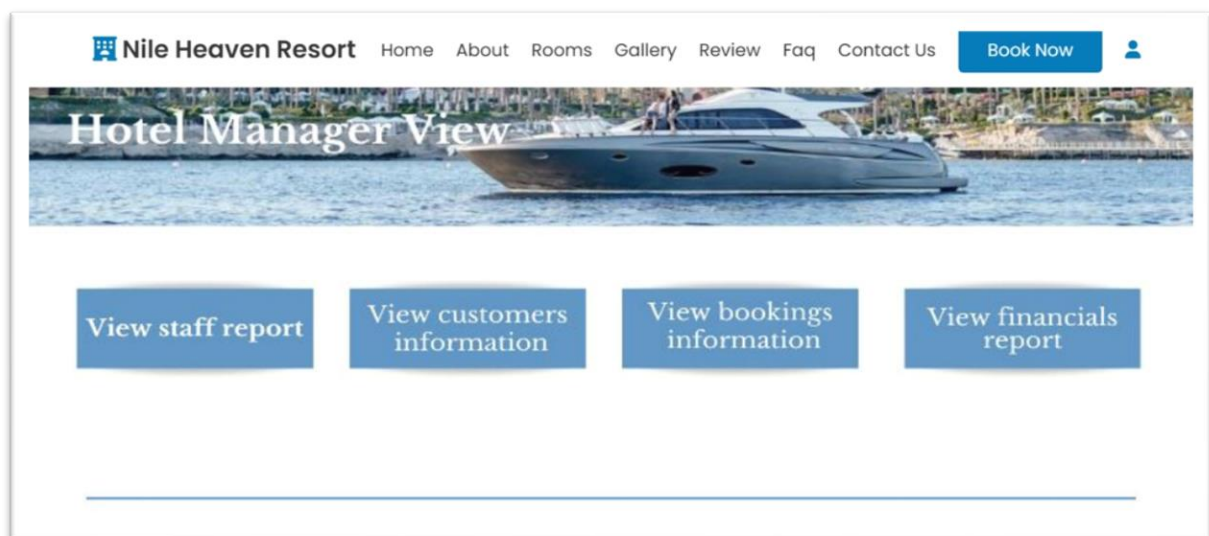 Nile Heaven Resort Home About Rooms Gallery Review Faq Contact Us Book Now
Hotel Manager View
View staff report
View customers
information
View bookings
information
View financials
report